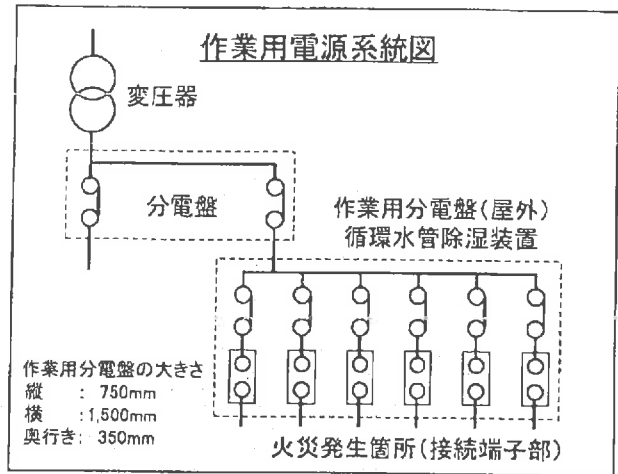 作業用電源系統図
変圧器
分電盤
作業用分電盤(屋外)
循環水管除湿装置
作業用分電盤の大きさ
縦 : 750mm
横 : 1,500mm
奥行き: 350mm
火災発生箇所(接続端子部)